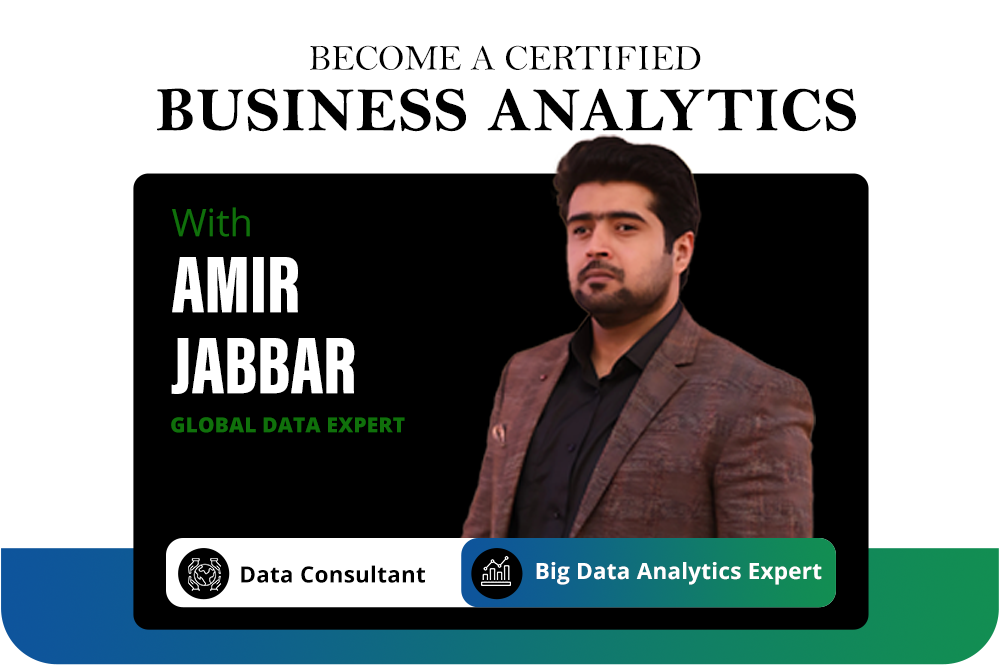 BECOME A CERTIFIED
BUSINESS ANALYTICS
With
AMIR
JABBAR
GLOBAL DATA EXPERT
Data Consultant
Big Data Analytics Expert